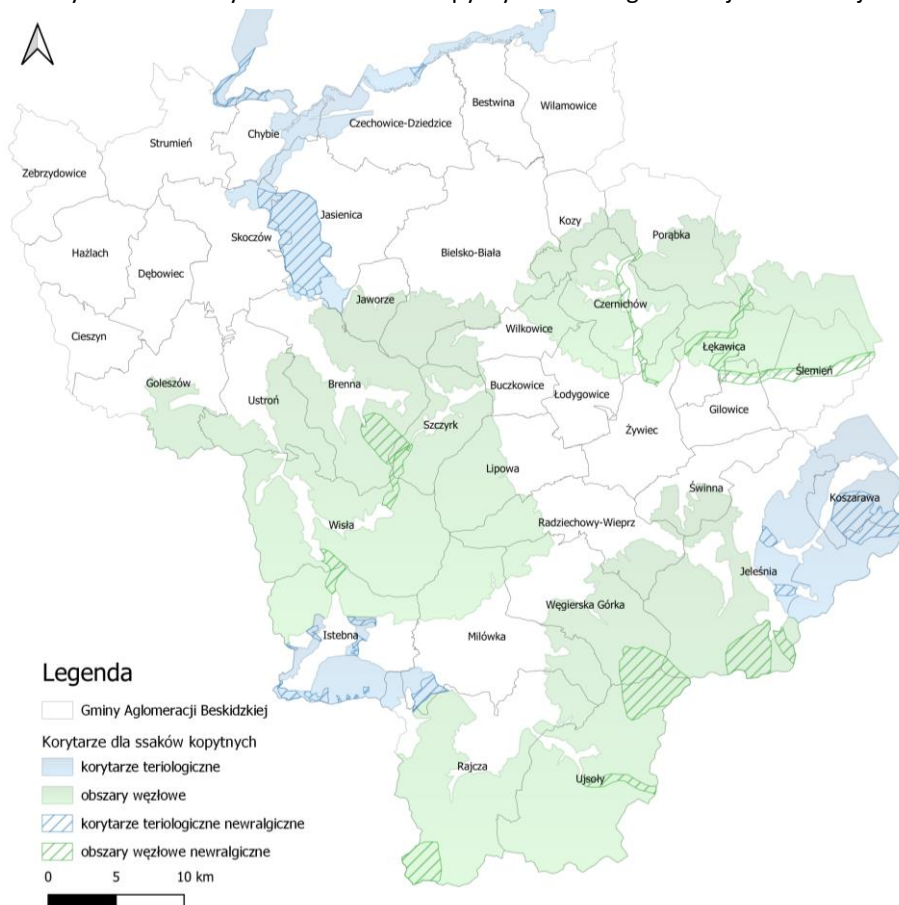 Bestwina
Wilamowice
Czechowice-Dziedzice
Chybie
Strumień
Zebrzydowice
Jasienica
Kozy
Skoczów
Porąbka
Hażlach
Bielsko-Biała
Dębowiec
Jaworze
Czernichów
Wilkowice
Cieszyn
Łękawica
Ślemień
Goleszów
Brenna
Buczkowice
Ustroń
Łodygowice
Gilowice
Szczyrk
Żywiec
Lipowa
Świnna
Koszarawa
Wisła
Radziechowy-Wieprz
Jeleśnia
Węgierska Górka
Istebna
Milówka
Rajcza
Ujsoły
Legenda
Gminy Aglomeracji Beskidzkiej
Korytarze dla ssaków kopytnych
korytarze teriologiczne
obszary węzłowe
korytarze teriologiczne newralgiczne
obszary węzłowe newralgiczne
0 5 10 km